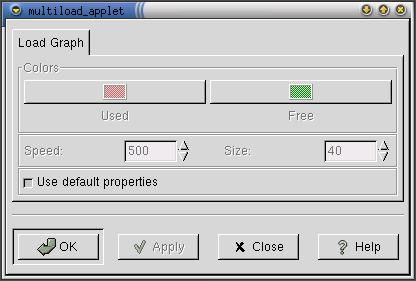 multiload_applet
Load Graph
Colors
Used Free
Speed: 500 Size: 40
Use default properties
OK Apply Close Help